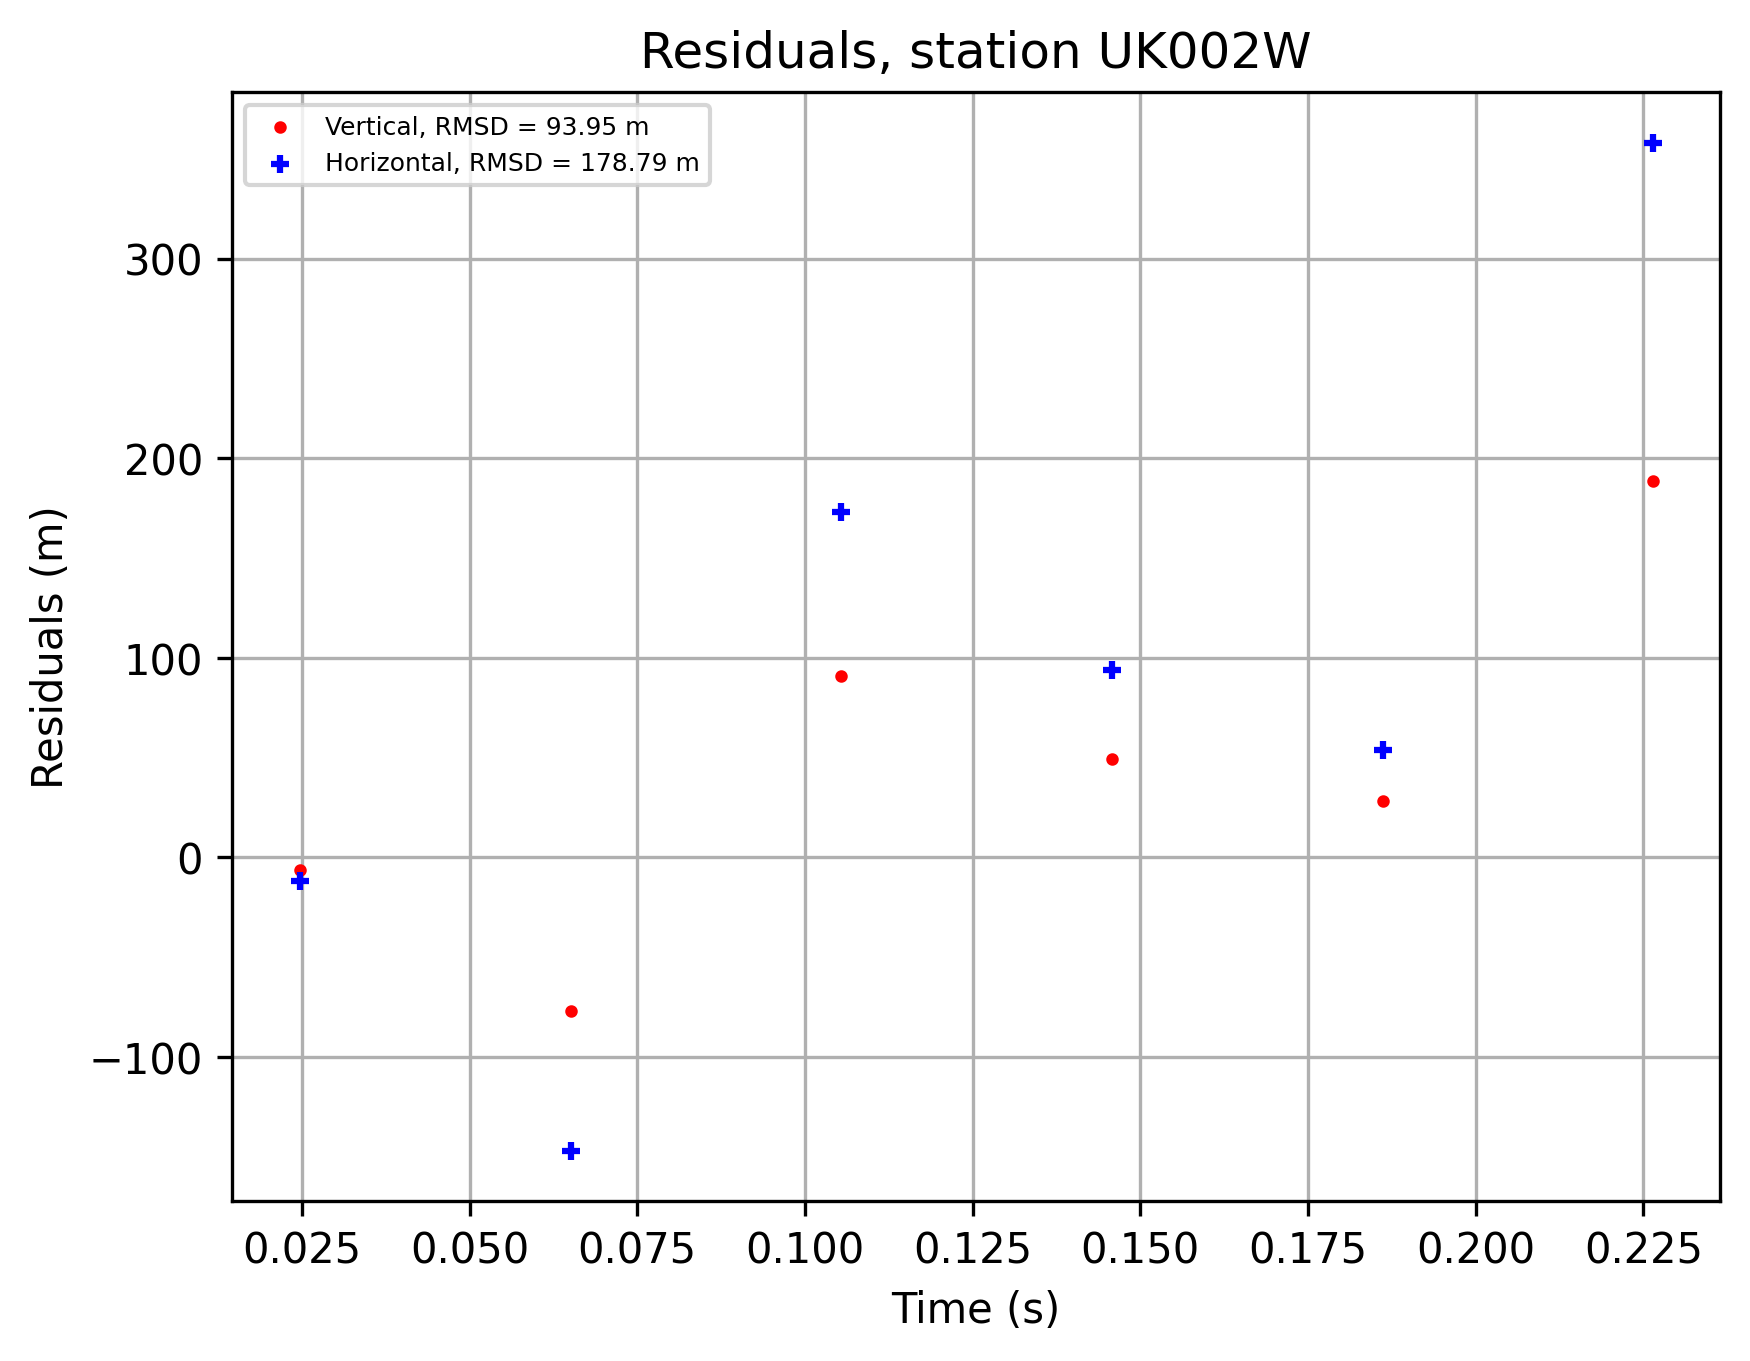 Residuals, station UK002W
Vertical, RMSD = 93.95 m
Horizontal, RMSD = 178.79 m
300
200
100
0
−100
Residuals (m)
0.025 0.050 0.075 0.100 0.125 0.150 0.175 0.200 0.225
Time (s)